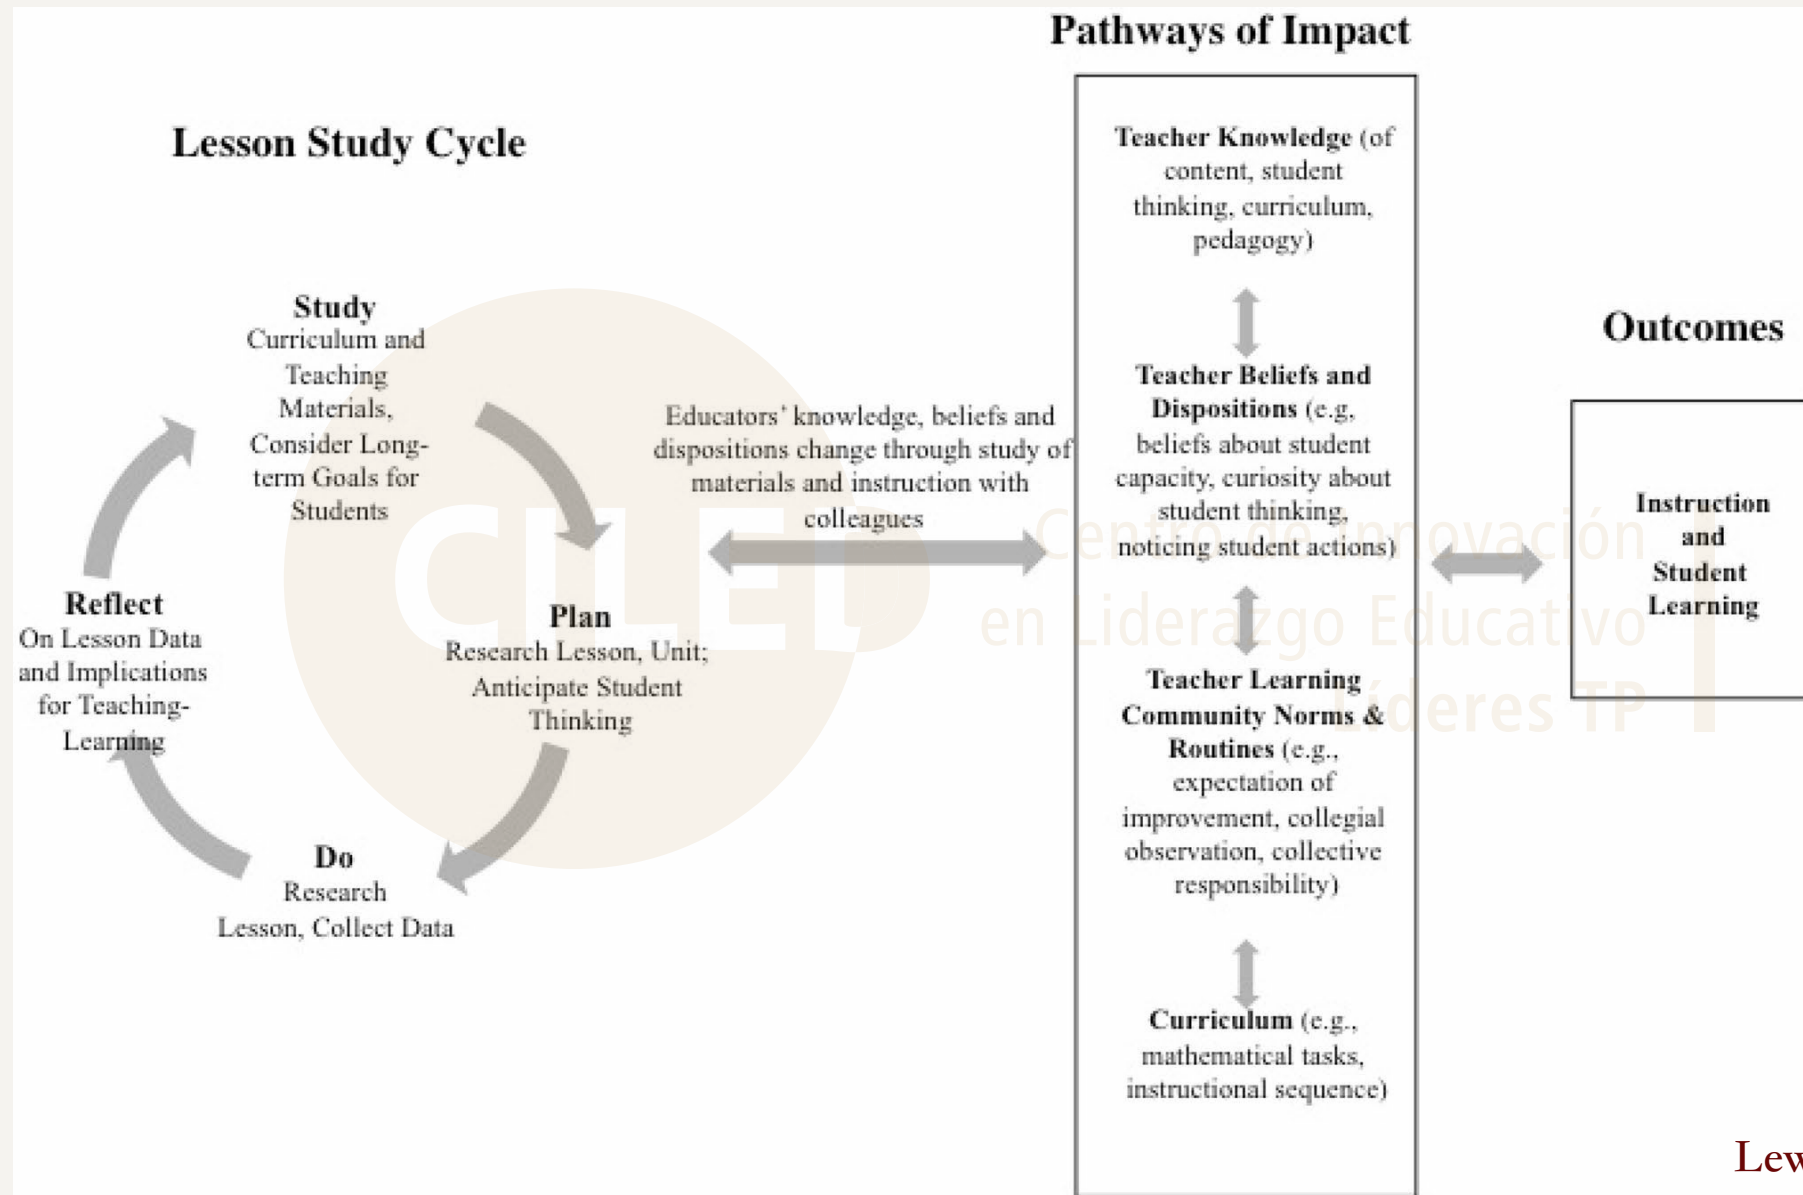 Pathways of Impact
Lesson Study Cycle
Study
Curriculum and
Teaching
Materials,
Consider Long-
term Goals for
Students
Plan
Research Lesson, Unit;
Anticipate Student
Thinking
Do
Research
Lesson, Collect Data
Reflect
On Lesson Data
and Implications
for Teaching-
Learning
Educators’ knowledge, beliefs and
dispositions change through study of
materials and instruction with
colleagues
Teacher Knowledge (of
content, student
thinking, curriculum,
pedagogy)
Teacher Beliefs and
Dispositions (e.g,
beliefs about student
capacity, curiosity about
student thinking,
noticing student actions)
Teacher Learning
Community Norms &
Routines (e.g.,
expectation of
improvement, collegial
observation, collective
responsibility)
Curriculum (e.g.,
mathematical tasks,
instructional sequence)
Outcomes
Instruction
and
Student
Learning
CILED
Centro de Innovación
en Liderazgo Educativo
Líderes TP
Lew